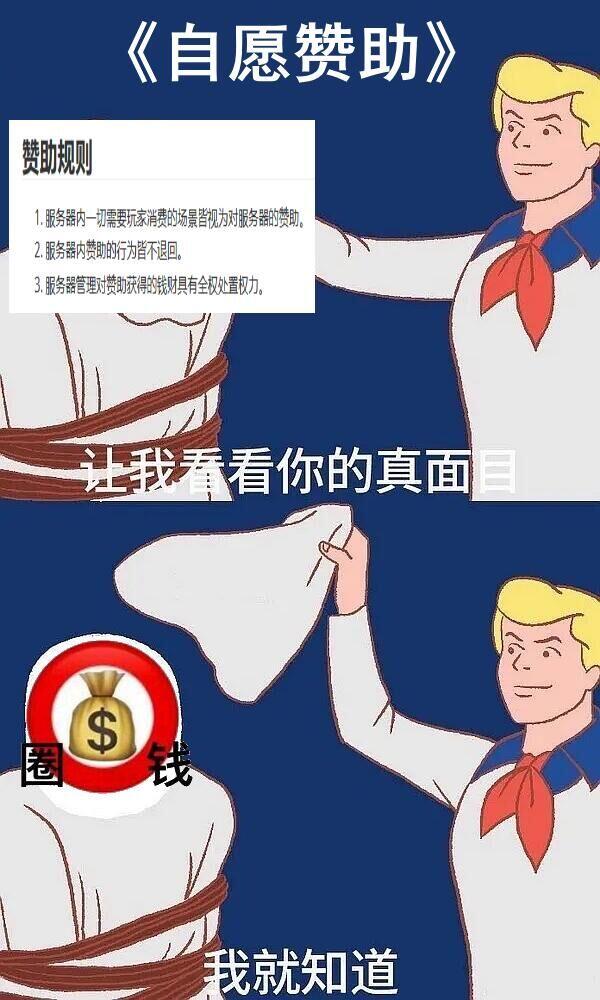 《自愿赞助》
赞助规则
1. 服务器内一切需要玩家消费的场景皆视为对服务器的赞助。
2. 服务器内赞助的行为皆不退回。
3. 服务器管理对赞助获得的钱财具有全权处置权力。
让我看看你的真面目
$
圈 钱
我就知道